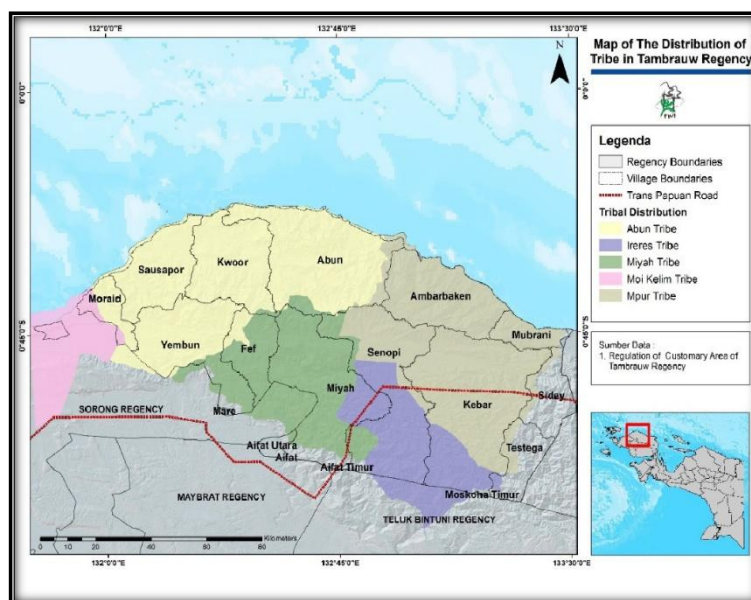 Map of The Distribution of
Tribe in Tambrauw Regency
Legenda
Regency Boundaries
Village Boundaries
Trans Papuan Road
Tribal Distribution
Abun Tribe
Ireres Tribe
Miyah Tribe
Moi Kelim Tribe
Mpur Tribe
Sumber Data :
1. Regulation of Customary Area of
Tambrauw Regency
132°0'0"E
132°45'0"E
133°30'0"E
N
0°0'0"
0°0'0"
Sausapor
Kwoor
Abun
Moraid
Ambarbaken
Mubrani
0°45'0"S
0°45'0"S
Yembun
Fef
Senopi
Miyah
Kebar
Siday
Mare
SORONG REGENCY
Aifat Utara
Aifat
Testega
Aifat Timur
MAYBRAT REGENCY
Moskona Timur
TELUK BINTUNI REGENCY
Kilometers
0 10 20 40 60 80
132°0'0"E
132°45'0"E
133°30'0"E